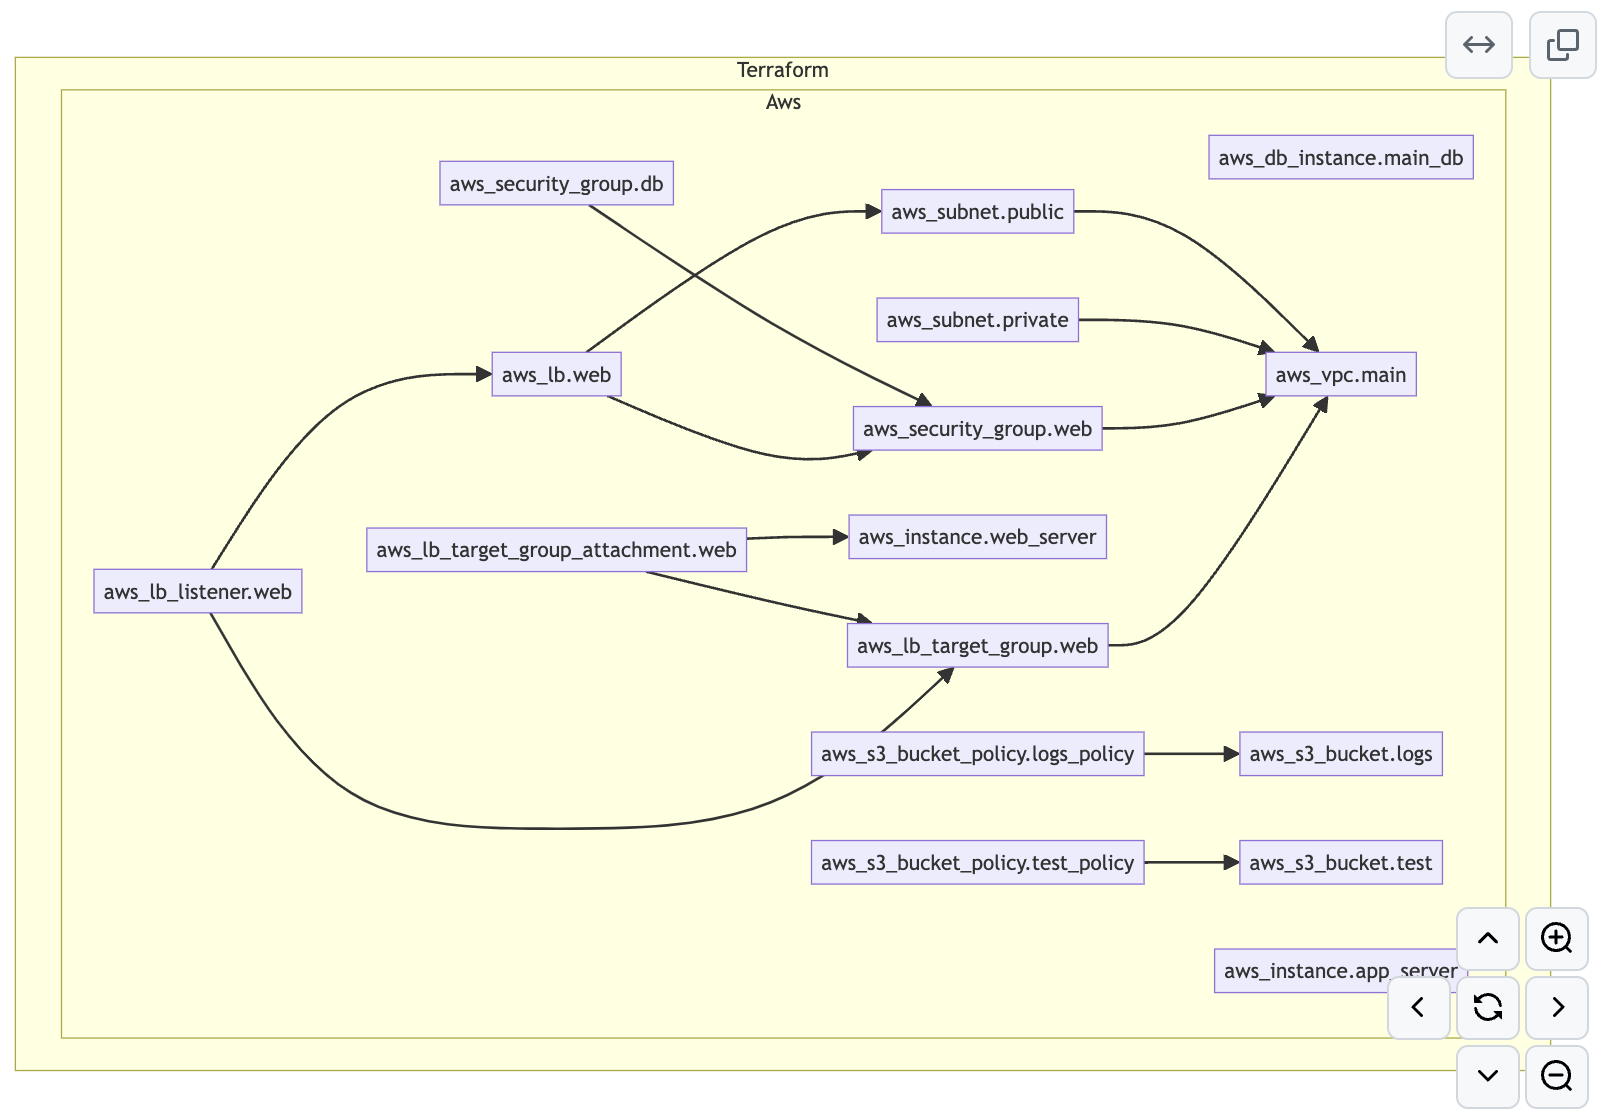 Terraform
Aws
aws_db_instance.main_db
aws_security_group.db
aws_subnet.public
aws_subnet.private
aws_lb.web
aws_vpc.main
aws_security_group.web
aws_instance.web_server
aws_lb_target_group_attachment.web
aws_lb_listener.web
aws_lb_target_group.web
aws_s3_bucket_policy.logs_policy
aws_s3_bucket.logs
aws_s3_bucket_policy.test_policy
aws_s3_bucket.test
aws_instance.app_server